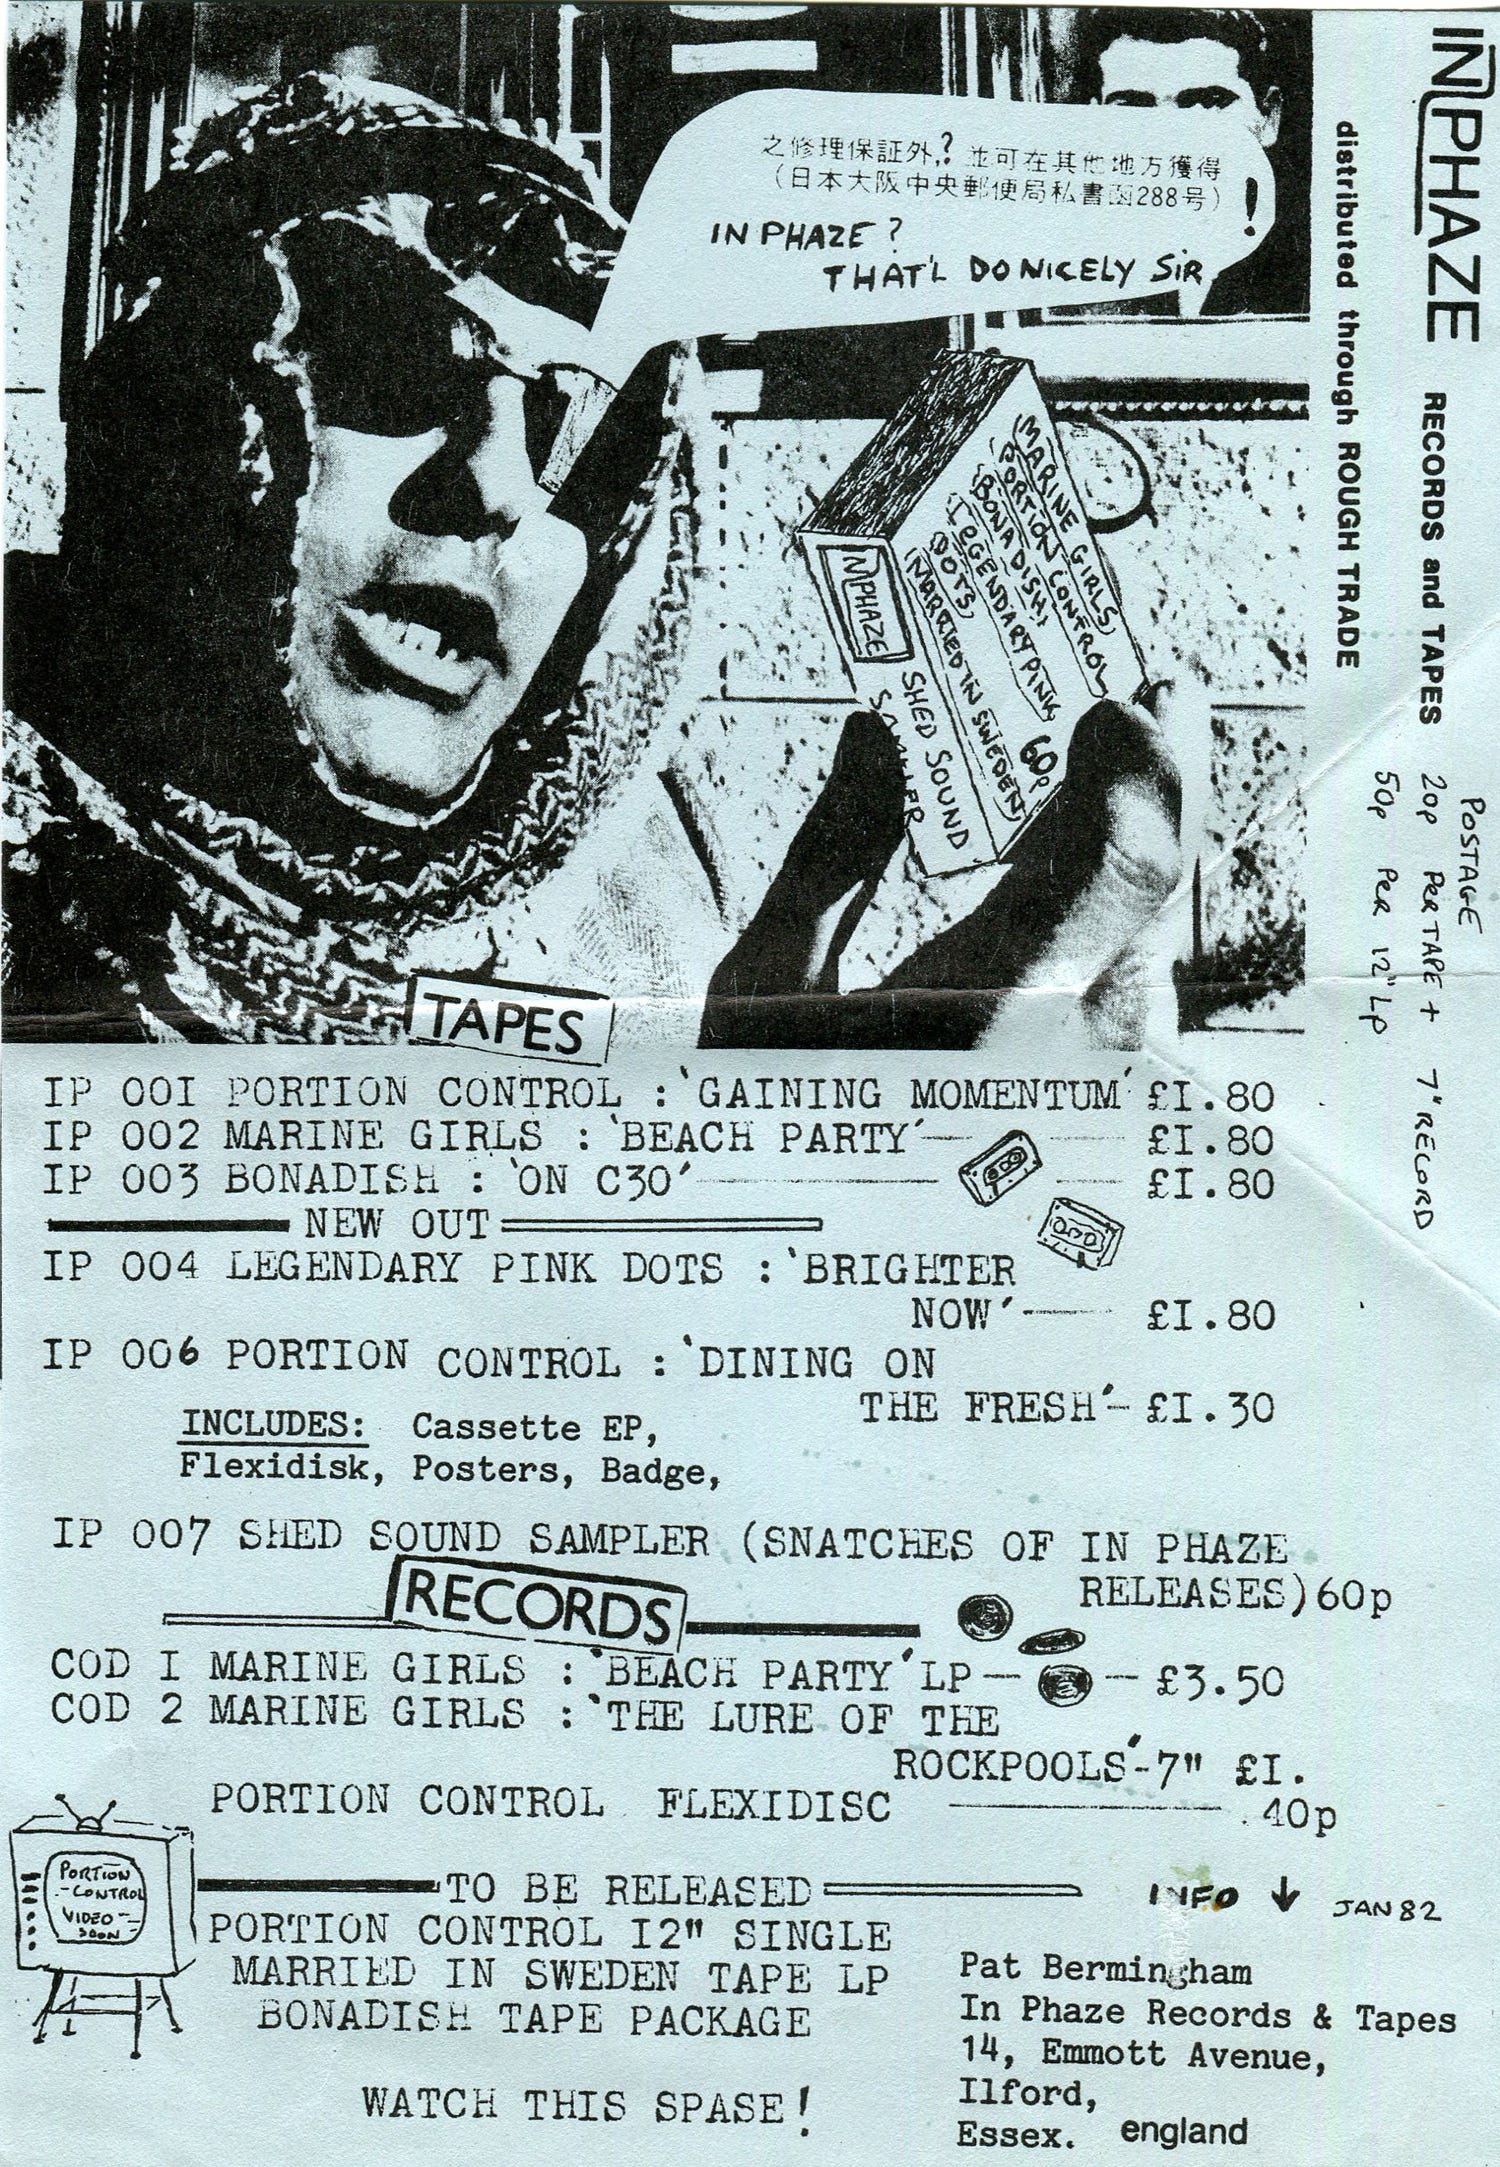 之修理保証外,? 並可在其他地方獲得
(日本大阪中央郵便局私書函288号) !
IN PHAZE?
THAT'L DO NICELY SIR
IN PHAZE RECORDS and TAPES
distributed through ROUGH TRADE
POSTAGE
20p PER TAPE + 7" RECORD
50p PER 12" LP
MARINE GIRLS
PORTION CONTROL
BONADISH,
LEGENDARY PINK
DOTS,
MARRIED IN SWEDEN
60p
INPHAZE
SHED SOUND
SAMPLER
TAPES
IP 001 PORTION CONTROL : 'GAINING MOMENTUM' £1.80
IP 002 MARINE GIRLS : 'BEACH PARTY'— — £1.80
IP 003 BONADISH : 'ON C30' — — £1.80
NEW OUT
IP 004 LEGENDARY PINK DOTS : 'BRIGHTER
NOW'— £1.80
IP 006 PORTION CONTROL : 'DINING ON
THE FRESH'— £1.30
INCLUDES: Cassette EP,
Flexidisk, Posters, Badge,
IP 007 SHED SOUND SAMPLER (SNATCHES OF IN PHAZE
RELEASES) 60p
RECORDS
COD 1 MARINE GIRLS : 'BEACH PARTY' LP — — £3.50
COD 2 MARINE GIRLS : 'THE LURE OF THE
ROCKPOOLS'-7" £1.
PORTION CONTROL FLEXIDISC — .40p
PORTION
-CONTROL
VIDEO-
SOON
TO BE RELEASED
PORTION CONTROL 12" SINGLE
MARRIED IN SWEDEN TAPE LP
BONADISH TAPE PACKAGE
WATCH THIS SPASE!
INFO ↓ JAN 82
Pat Bermingham
In Phaze Records & Tapes
14, Emmott Avenue,
Ilford,
Essex. england